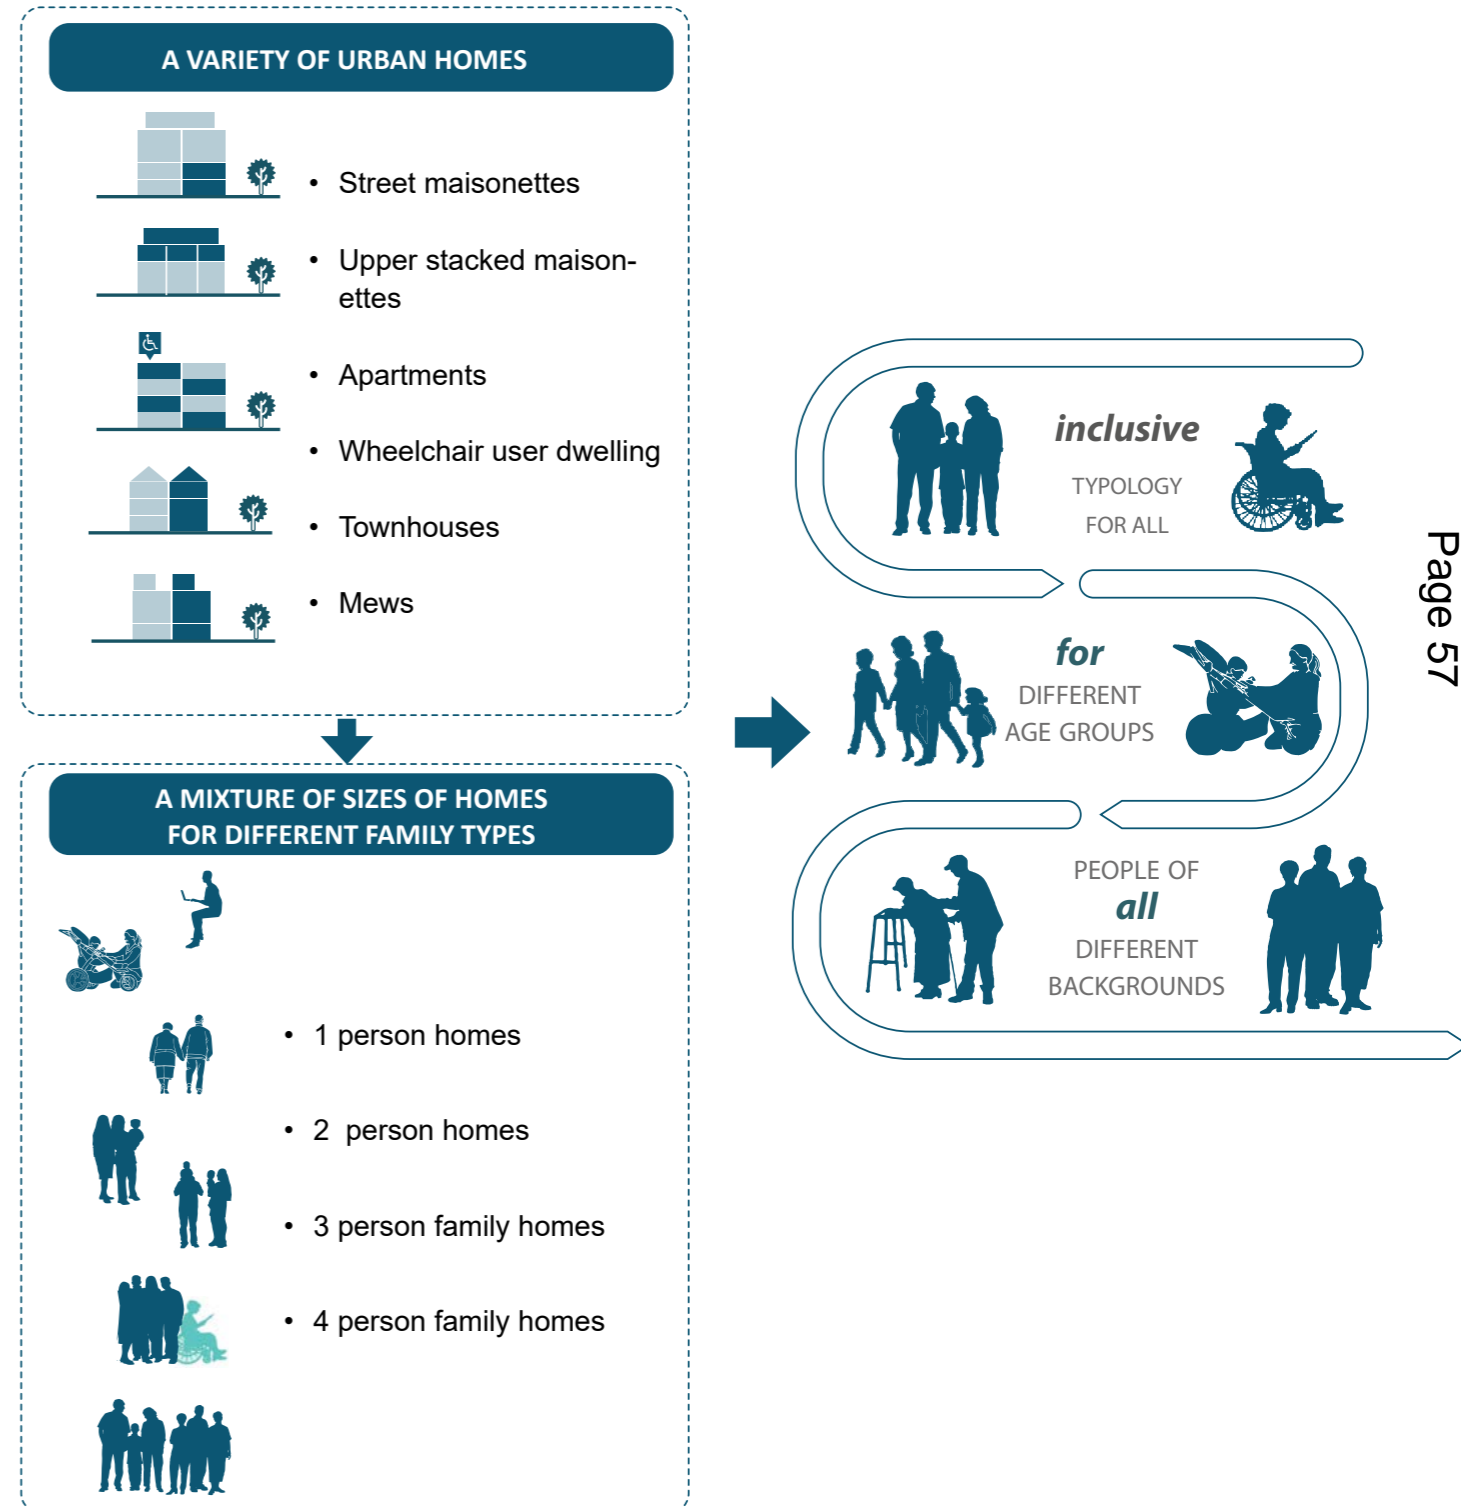 A VARIETY OF URBAN HOMES
• Street maisonettes
• Upper stacked maison-
ettes
• Apartments
• Wheelchair user dwelling
• Townhouses
• Mews
A MIXTURE OF SIZES OF HOMES
FOR DIFFERENT FAMILY TYPES
• 1 person homes
• 2 person homes
• 3 person family homes
• 4 person family homes
inclusive
TYPOLOGY
FOR ALL
for
DIFFERENT
AGE GROUPS
PEOPLE OF
all
DIFFERENT
BACKGROUNDS
Page 57